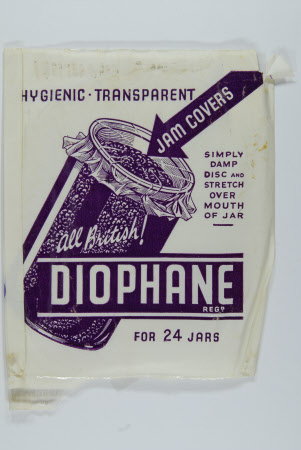 HYGIENIC · TRANSPARENT
JAM COVERS
SIMPLY
DAMP
DISC AND
STRETCH
OVER
MOUTH
OF JAR
All British!
DIOPHANE
REGD
FOR 24 JARS